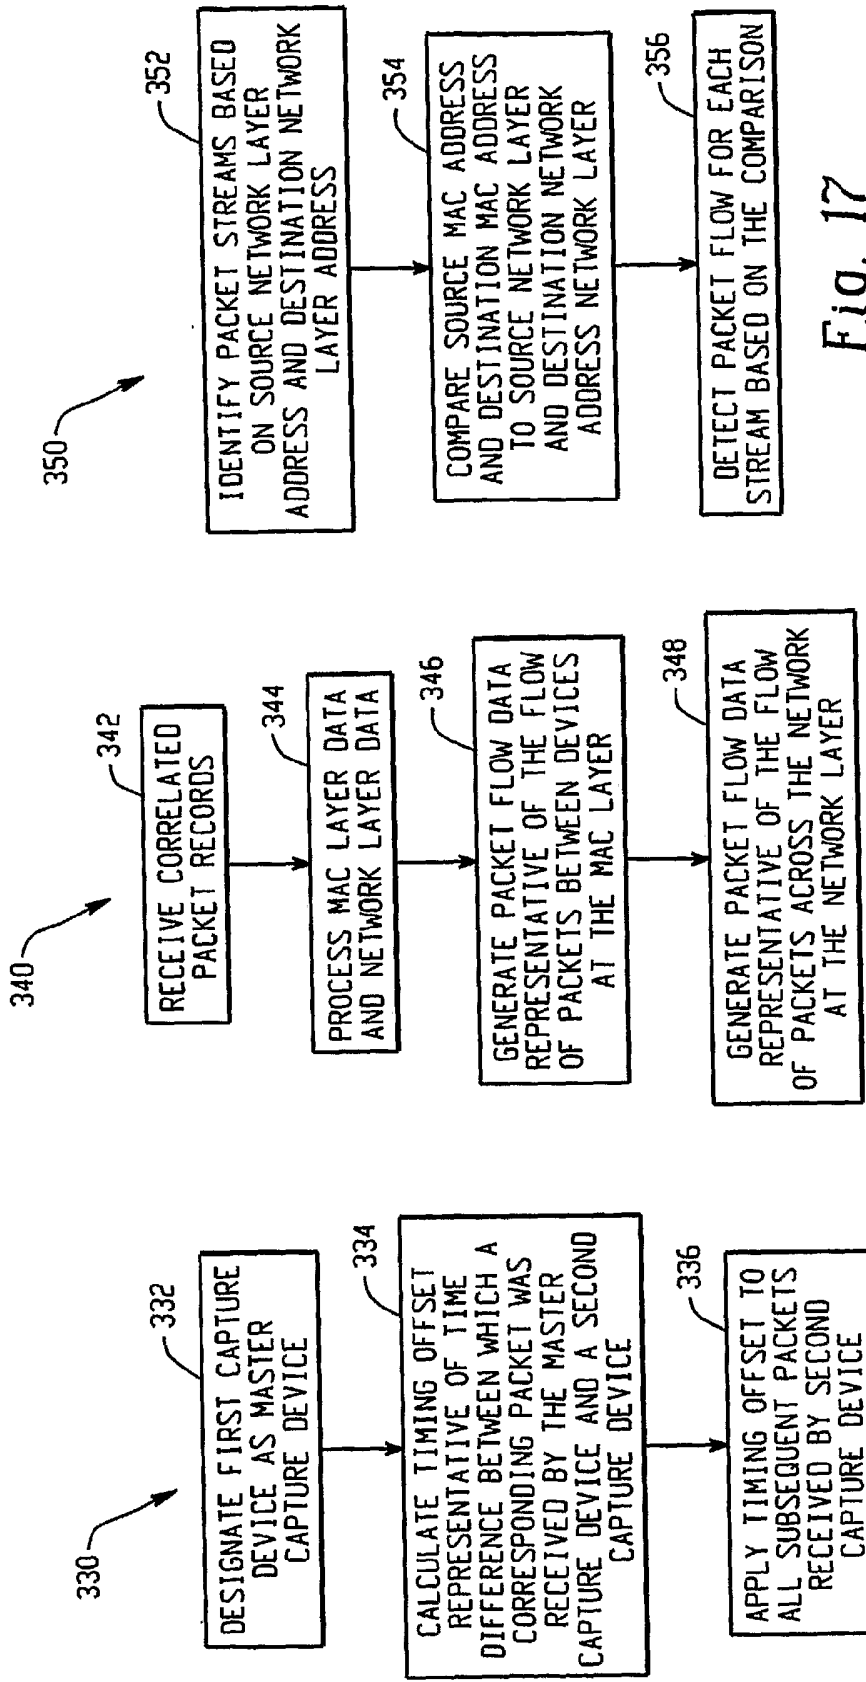 330
332
DESIGNATE FIRST CAPTURE
DEVICE AS MASTER
CAPTURE DEVICE
334
CALCULATE TIMING OFFSET
REPRESENTATIVE OF TIME
DIFFERENCE BETWEEN WHICH A
CORRESPONDING PACKET WAS
RECEIVED BY THE MASTER
CAPTURE DEVICE AND A SECOND
CAPTURE DEVICE
336
APPLY TIMING OFFSET TO
ALL SUBSEQUENT PACKETS
RECEIVED BY SECOND
CAPTURE DEVICE
340
342
RECEIVE CORRELATED
PACKET RECORDS
344
PROCESS MAC LAYER DATA
AND NETWORK LAYER DATA
346
GENERATE PACKET FLOW DATA
REPRESENTATIVE OF THE FLOW
OF PACKETS BETWEEN DEVICES
AT THE MAC LAYER
348
GENERATE PACKET FLOW DATA
REPRESENTATIVE OF THE FLOW
OF PACKETS ACROSS THE NETWORK
AT THE NETWORK LAYER
350
352
IDENTIFY PACKET STREAMS BASED
ON SOURCE NETWORK LAYER
ADDRESS AND DESTINATION NETWORK
LAYER ADDRESS
354
COMPARE SOURCE MAC ADDRESS
AND DESTINATION MAC ADDRESS
TO SOURCE NETWORK LAYER
AND DESTINATION NETWORK
ADDRESS NETWORK LAYER
356
DETECT PACKET FLOW FOR EACH
STREAM BASED ON THE COMPARISON
Fig. 17